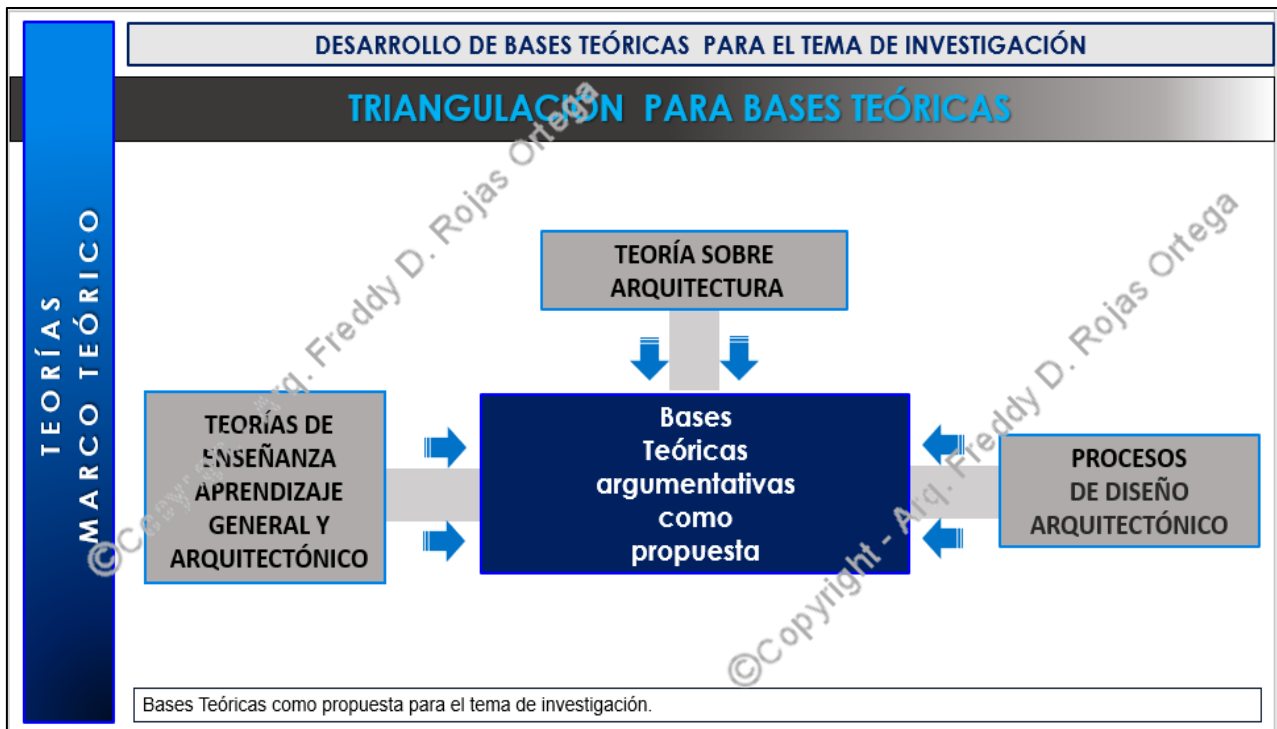 DESARROLLO DE BASES TEÓRICAS PARA EL TEMA DE INVESTIGACIÓN
TRIANGULACIÓN PARA BASES TEÓRICAS
TEORÍAS
MARCO TEÓRICO
TEORÍA SOBRE
ARQUITECTURA
TEORÍAS DE
ENSEÑANZA
APRENDIZAJE
GENERAL Y
ARQUITECTÓNICO
Bases
Teóricas
argumentativas
como
propuesta
PROCESOS
DE DISEÑO
ARQUITECTÓNICO
Bases Teóricas como propuesta para el tema de investigación.
©Copyright - Arq. Freddy D. Rojas Ortega
©Copyright - Arq. Freddy D. Rojas Ortega